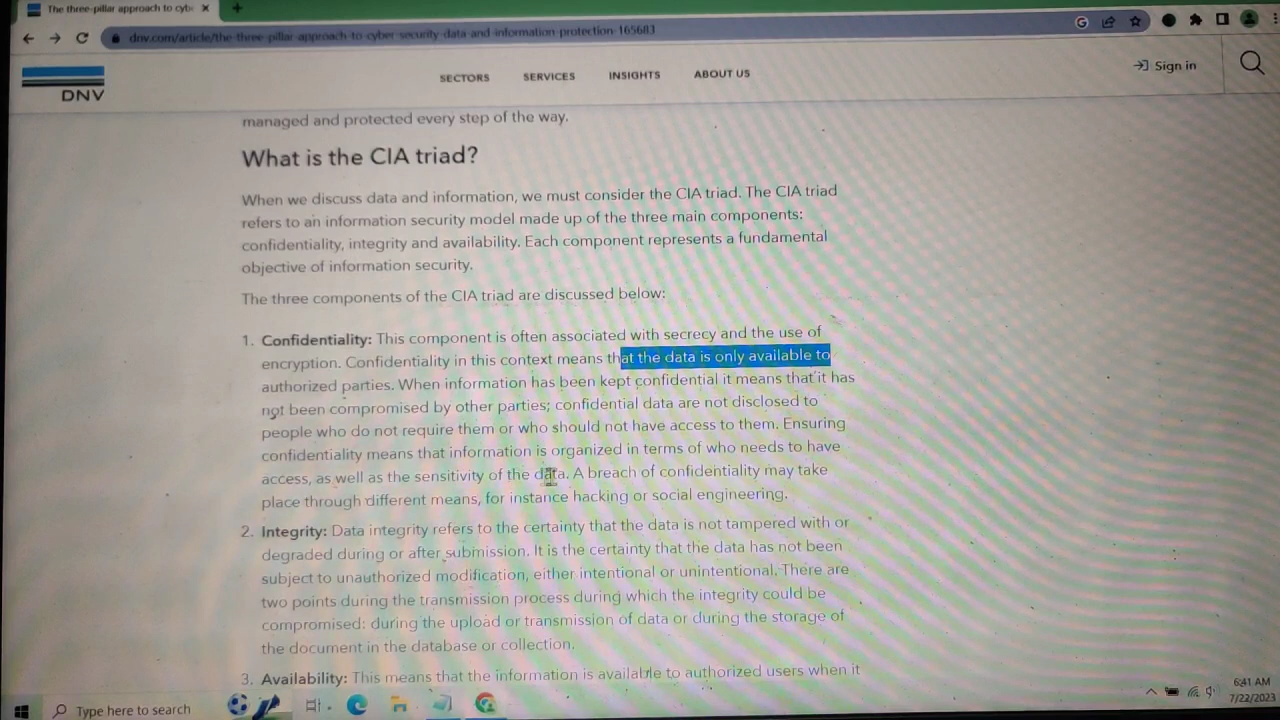 The three-pillar approach to cybe
dnv.com/article/the-three-pillar-approach-to-cyber-security-data-and-information-protection-165683
DNV
SECTORS SERVICES INSIGHTS ABOUT US
Sign in
managed and protected every step of the way.
What is the CIA triad?
When we discuss data and information, we must consider the CIA triad. The CIA triad
refers to an information security model made up of the three main components:
confidentiality, integrity and availability. Each component represents a fundamental
objective of information security.
The three components of the CIA triad are discussed below:
1. Confidentiality: This component is often associated with secrecy and the use of
encryption. Confidentiality in this context means that the data is only available to
authorized parties. When information has been kept confidential it means that it has
not been compromised by other parties; confidential data are not disclosed to
people who do not require them or who should not have access to them. Ensuring
confidentiality means that information is organized in terms of who needs to have
access, as well as the sensitivity of the data. A breach of confidentiality may take
place through different means, for instance hacking or social engineering.
2. Integrity: Data integrity refers to the certainty that the data is not tampered with or
degraded during or after submission. It is the certainty that the data has not been
subject to unauthorized modification, either intentional or unintentional. There are
two points during the transmission process during which the integrity could be
compromised: during the upload or transmission of data or during the storage of
the document in the database or collection.
3. Availability: This means that the information is available to authorized users when it
Type here to search
6:41 AM
7/22/2023